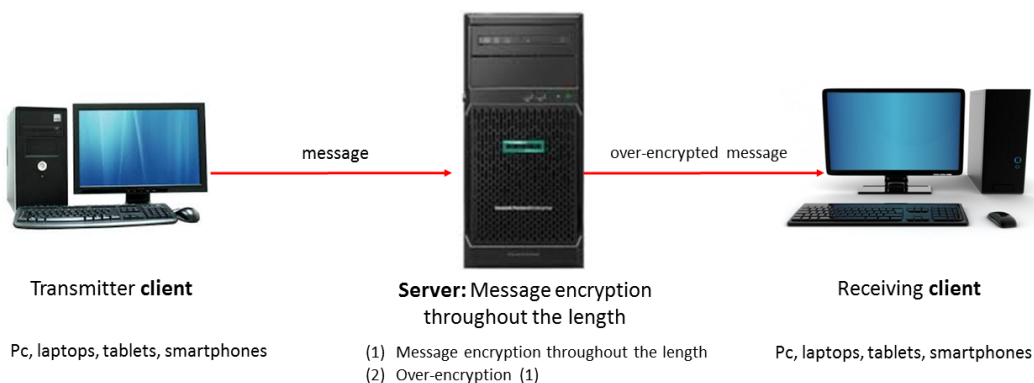 message
over-encrypted message
Transmitter client
Server: Message encryption
throughout the length
Receiving client
Pc, laptops, tablets, smartphones
(1) Message encryption throughout the length
(2) Over-encryption (1)
Pc, laptops, tablets, smartphones